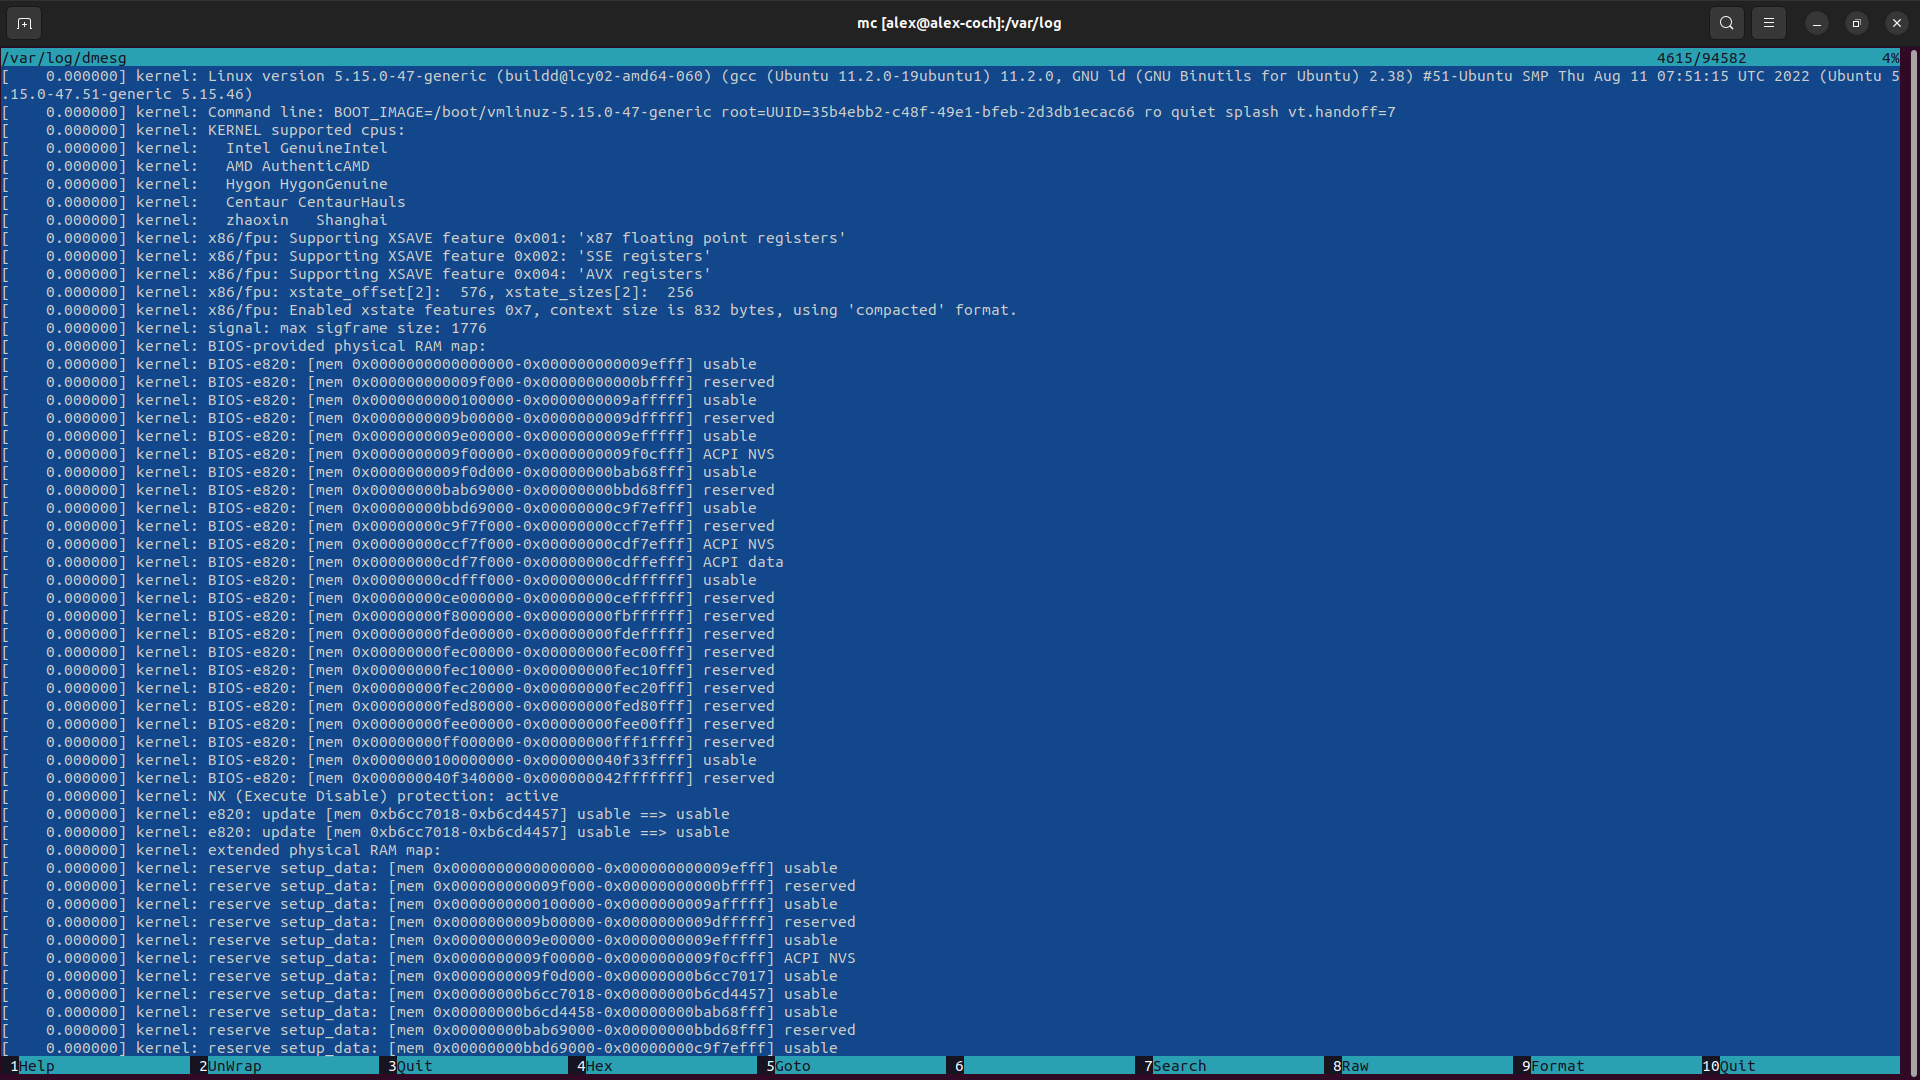 mc [alex@alex-coch]:/var/log
/var/log/dmesg 4615/94582 4%
[    0.000000] kernel: Linux version 5.15.0-47-generic (buildd@lcy02-amd64-060) (gcc (Ubuntu 11.2.0-19ubuntu1) 11.2.0, GNU ld (GNU Binutils for Ubuntu) 2.38) #51-Ubuntu SMP Thu Aug 11 07:51:15 UTC 2022 (Ubuntu 5
.15.0-47.51-generic 5.15.46)
[    0.000000] kernel: Command line: BOOT_IMAGE=/boot/vmlinuz-5.15.0-47-generic root=UUID=35b4ebb2-c48f-49e1-bfeb-2d3db1ecac66 ro quiet splash vt.handoff=7
[    0.000000] kernel: KERNEL supported cpus:
[    0.000000] kernel:   Intel GenuineIntel
[    0.000000] kernel:   AMD AuthenticAMD
[    0.000000] kernel:   Hygon HygonGenuine
[    0.000000] kernel:   Centaur CentaurHauls
[    0.000000] kernel:   zhaoxin   Shanghai
[    0.000000] kernel: x86/fpu: Supporting XSAVE feature 0x001: 'x87 floating point registers'
[    0.000000] kernel: x86/fpu: Supporting XSAVE feature 0x002: 'SSE registers'
[    0.000000] kernel: x86/fpu: Supporting XSAVE feature 0x004: 'AVX registers'
[    0.000000] kernel: x86/fpu: xstate_offset[2]:  576, xstate_sizes[2]:  256
[    0.000000] kernel: x86/fpu: Enabled xstate features 0x7, context size is 832 bytes, using 'compacted' format.
[    0.000000] kernel: signal: max sigframe size: 1776
[    0.000000] kernel: BIOS-provided physical RAM map:
[    0.000000] kernel: BIOS-e820: [mem 0x0000000000000000-0x000000000009efff] usable
[    0.000000] kernel: BIOS-e820: [mem 0x000000000009f000-0x00000000000bffff] reserved
[    0.000000] kernel: BIOS-e820: [mem 0x0000000000100000-0x0000000009afffff] usable
[    0.000000] kernel: BIOS-e820: [mem 0x0000000009b00000-0x0000000009dfffff] reserved
[    0.000000] kernel: BIOS-e820: [mem 0x0000000009e00000-0x0000000009efffff] usable
[    0.000000] kernel: BIOS-e820: [mem 0x0000000009f00000-0x0000000009f0cfff] ACPI NVS
[    0.000000] kernel: BIOS-e820: [mem 0x0000000009f0d000-0x00000000bab68fff] usable
[    0.000000] kernel: BIOS-e820: [mem 0x00000000bab69000-0x00000000bbd68fff] reserved
[    0.000000] kernel: BIOS-e820: [mem 0x00000000bbd69000-0x00000000c9f7efff] usable
[    0.000000] kernel: BIOS-e820: [mem 0x00000000c9f7f000-0x00000000ccf7efff] reserved
[    0.000000] kernel: BIOS-e820: [mem 0x00000000ccf7f000-0x00000000cdf7efff] ACPI NVS
[    0.000000] kernel: BIOS-e820: [mem 0x00000000cdf7f000-0x00000000cdffefff] ACPI data
[    0.000000] kernel: BIOS-e820: [mem 0x00000000cdfff000-0x00000000cdffffff] usable
[    0.000000] kernel: BIOS-e820: [mem 0x00000000ce000000-0x00000000ceffffff] reserved
[    0.000000] kernel: BIOS-e820: [mem 0x00000000f8000000-0x00000000fbffffff] reserved
[    0.000000] kernel: BIOS-e820: [mem 0x00000000fde00000-0x00000000fdefffff] reserved
[    0.000000] kernel: BIOS-e820: [mem 0x00000000fec00000-0x00000000fec00fff] reserved
[    0.000000] kernel: BIOS-e820: [mem 0x00000000fec10000-0x00000000fec10fff] reserved
[    0.000000] kernel: BIOS-e820: [mem 0x00000000fec20000-0x00000000fec20fff] reserved
[    0.000000] kernel: BIOS-e820: [mem 0x00000000fed80000-0x00000000fed80fff] reserved
[    0.000000] kernel: BIOS-e820: [mem 0x00000000fee00000-0x00000000fee00fff] reserved
[    0.000000] kernel: BIOS-e820: [mem 0x00000000ff000000-0x00000000fff1ffff] reserved
[    0.000000] kernel: BIOS-e820: [mem 0x0000000100000000-0x000000040f33ffff] usable
[    0.000000] kernel: BIOS-e820: [mem 0x000000040f340000-0x000000042fffffff] reserved
[    0.000000] kernel: NX (Execute Disable) protection: active
[    0.000000] kernel: e820: update [mem 0xb6cc7018-0xb6cd4457] usable ==> usable
[    0.000000] kernel: e820: update [mem 0xb6cc7018-0xb6cd4457] usable ==> usable
[    0.000000] kernel: extended physical RAM map:
[    0.000000] kernel: reserve setup_data: [mem 0x0000000000000000-0x000000000009efff] usable
[    0.000000] kernel: reserve setup_data: [mem 0x000000000009f000-0x00000000000bffff] reserved
[    0.000000] kernel: reserve setup_data: [mem 0x0000000000100000-0x0000000009afffff] usable
[    0.000000] kernel: reserve setup_data: [mem 0x0000000009b00000-0x0000000009dfffff] reserved
[    0.000000] kernel: reserve setup_data: [mem 0x0000000009e00000-0x0000000009efffff] usable
[    0.000000] kernel: reserve setup_data: [mem 0x0000000009f00000-0x0000000009f0cfff] ACPI NVS
[    0.000000] kernel: reserve setup_data: [mem 0x0000000009f0d000-0x00000000b6cc7017] usable
[    0.000000] kernel: reserve setup_data: [mem 0x00000000b6cc7018-0x00000000b6cd4457] usable
[    0.000000] kernel: reserve setup_data: [mem 0x00000000b6cd4458-0x00000000bab68fff] usable
[    0.000000] kernel: reserve setup_data: [mem 0x00000000bab69000-0x00000000bbd68fff] reserved
[    0.000000] kernel: reserve setup_data: [mem 0x00000000bbd69000-0x00000000c9f7efff] usable
1Help 2UnWrap 3Quit 4Hex 5Goto 6 7Search 8Raw 9Format 10Quit